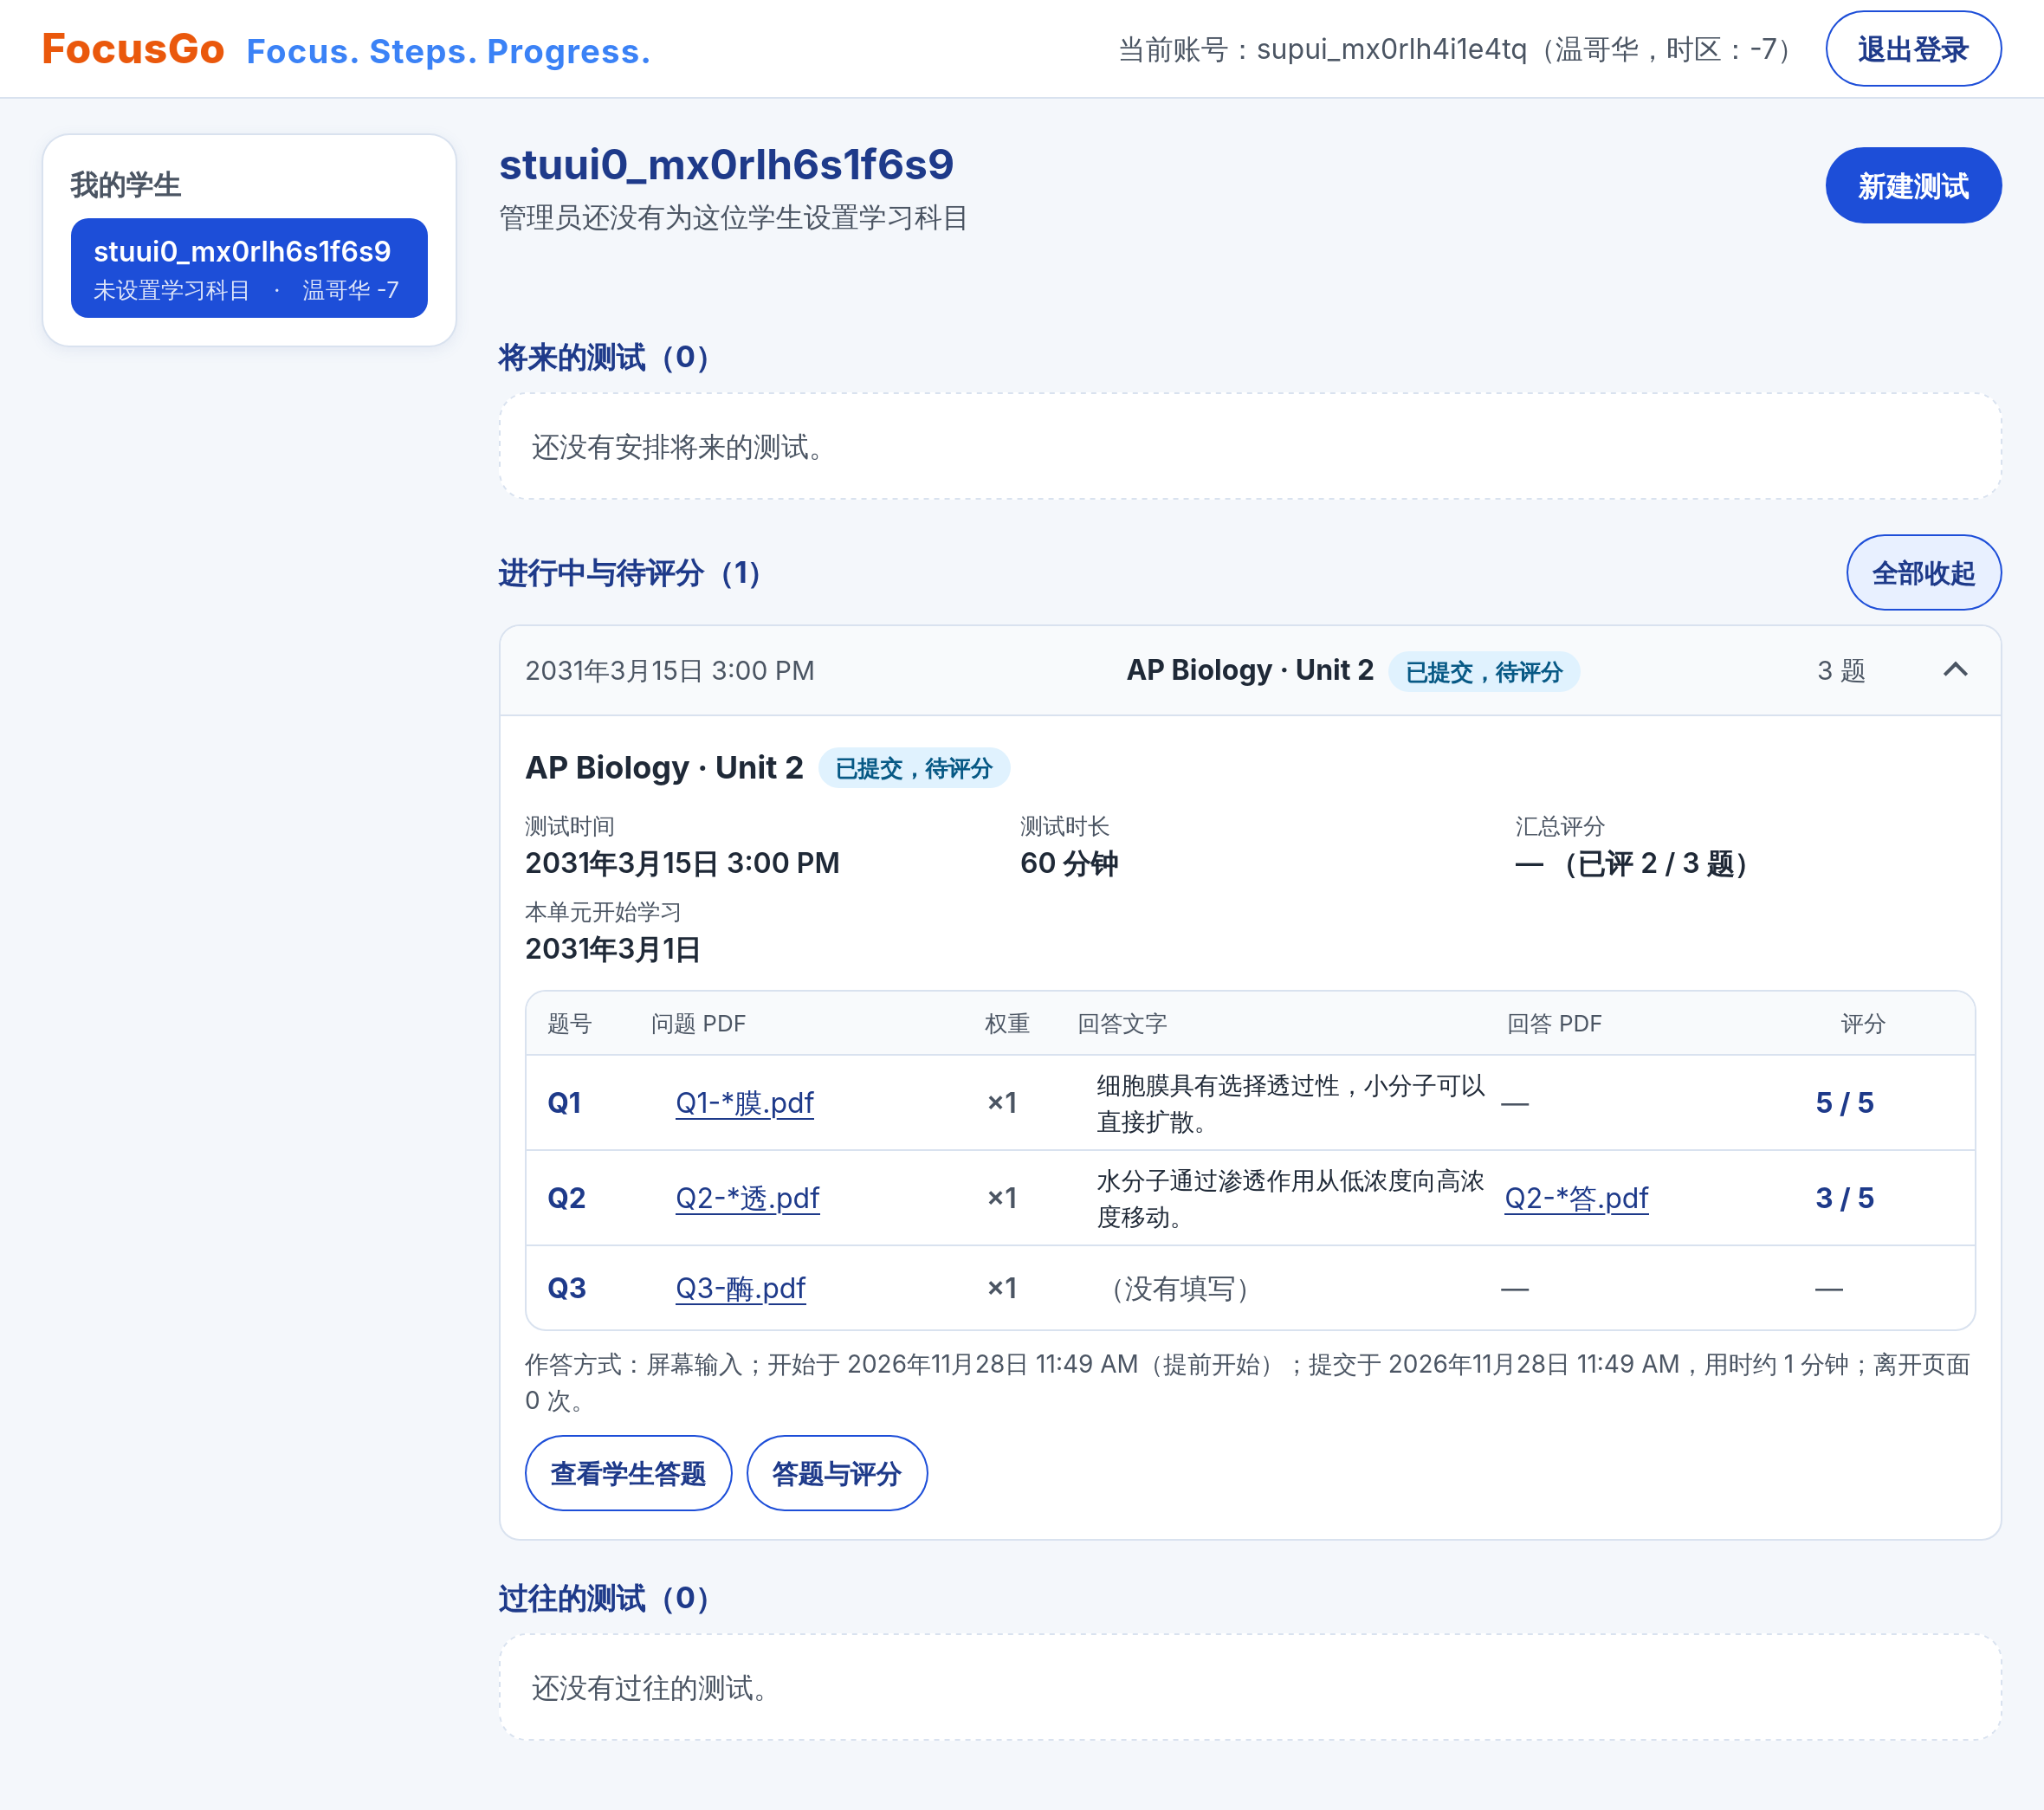 FocusGo Focus. Steps. Progress.
当前账号：supui_mx0rlh4i1e4tq（温哥华，时区：-7）
退出登录
我的学生
stuui0_mx0rlh6s1f6s9
未设置学习科目 · 温哥华 -7
stuui0_mx0rlh6s1f6s9
管理员还没有为这位学生设置学习科目
新建测试
将来的测试（0）
还没有安排将来的测试。
进行中与待评分（1）
全部收起
2031年3月15日 3:00 PM AP Biology · Unit 2 已提交，待评分 3 题
AP Biology · Unit 2 已提交，待评分
测试时间 测试时长 汇总评分
2031年3月15日 3:00 PM 60 分钟 — （已评 2 / 3 题）
本单元开始学习
2031年3月1日
题号 问题 PDF 权重 回答文字 回答 PDF 评分
Q1 Q1-*膜.pdf ×1 细胞膜具有选择透过性，小分子可以 — 5 / 5
直接扩散。
Q2 Q2-*透.pdf ×1 水分子通过渗透作用从低浓度向高浓 Q2-*答.pdf 3 / 5
度移动。
Q3 Q3-酶.pdf ×1 （没有填写） — —
作答方式：屏幕输入；开始于 2026年11月28日 11:49 AM（提前开始）；提交于 2026年11月28日 11:49 AM，用时约 1 分钟；离开页面
0 次。
查看学生答题 答题与评分
过往的测试（0）
还没有过往的测试。